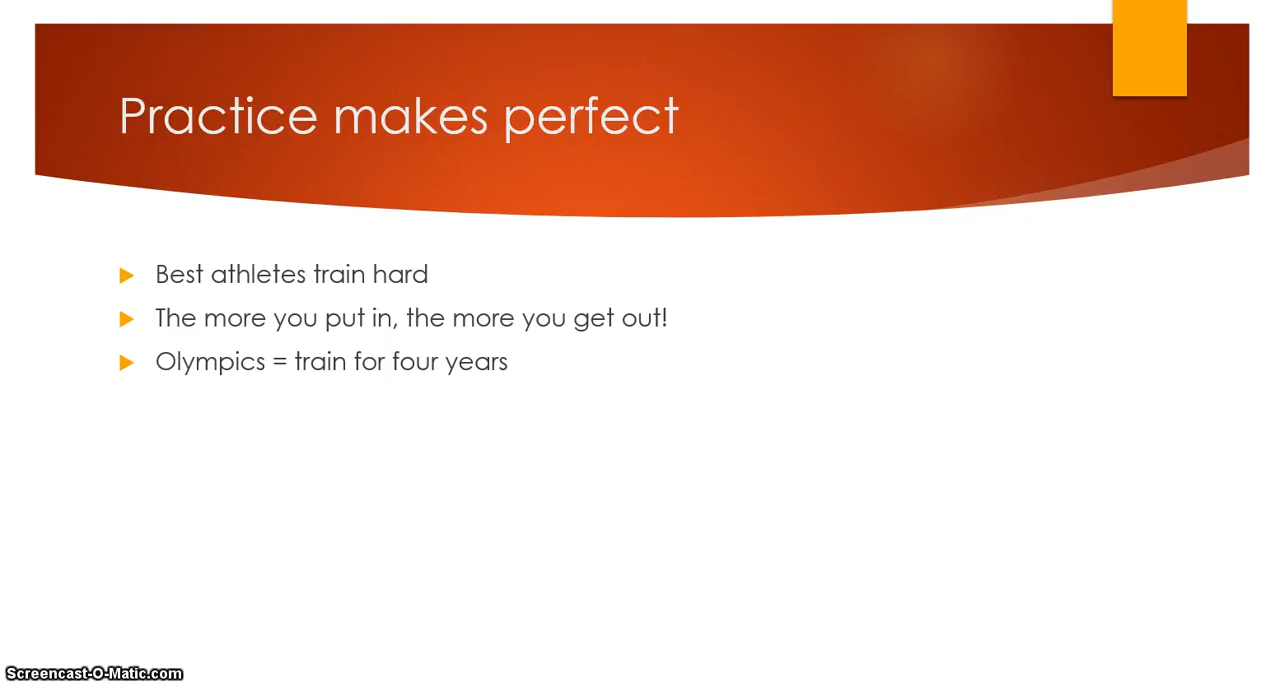 Practice makes perfect
Best athletes train hard
The more you put in, the more you get out!
Olympics = train for four years
Screencast-O-Matic.com